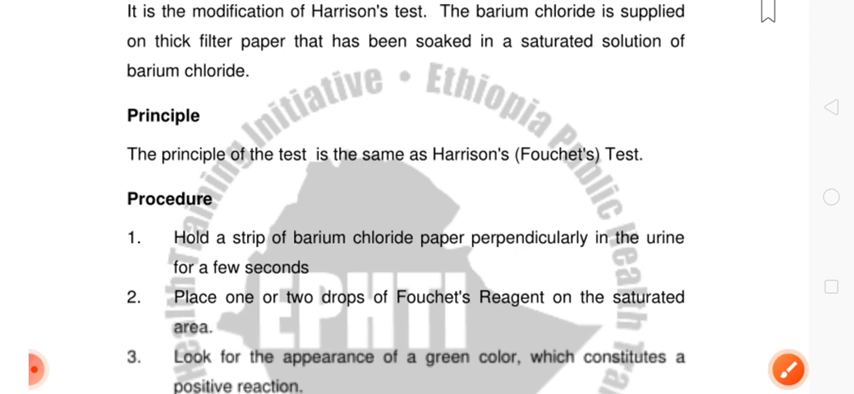 It is the modification of Harrison's test. The barium chloride is supplied
on thick filter paper that has been soaked in a saturated solution of
barium chloride.
Principle
The principle of the test is the same as Harrison's (Fouchet's) Test.
Procedure
1. Hold a strip of barium chloride paper perpendicularly in the urine
for a few seconds
2. Place one or two drops of Fouchet's Reagent on the saturated
area.
3. Look for the appearance of a green color, which constitutes a
positive reaction.
Health Training Initiative • Ethiopia Public Health Tra
EPHTI